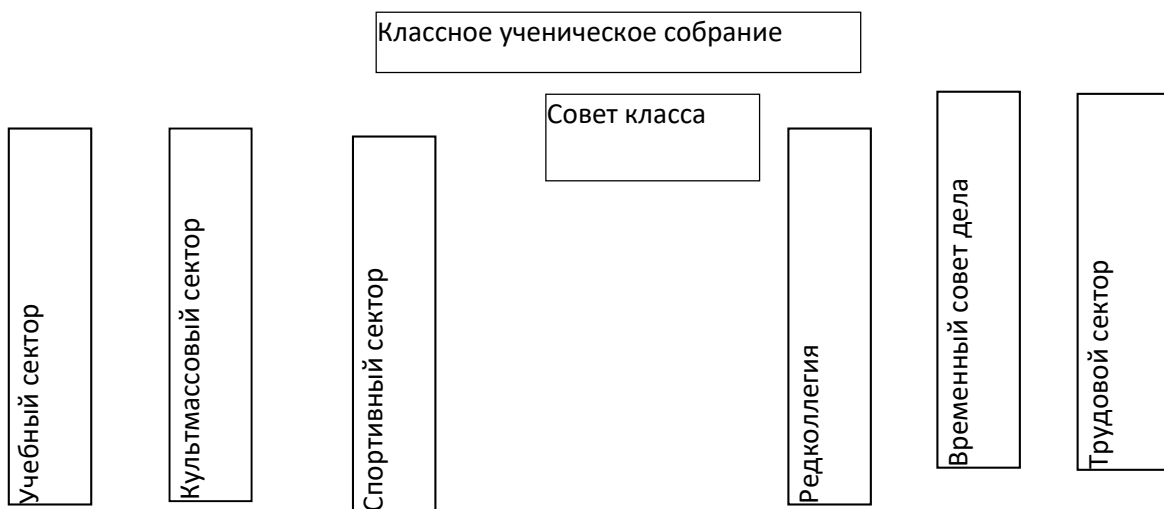 Классное ученическое собрание
Совет класса
Учебный сектор
Культмассовый сектор
Спортивный сектор
Редколлегия
Временный совет дела
Трудовой сектор